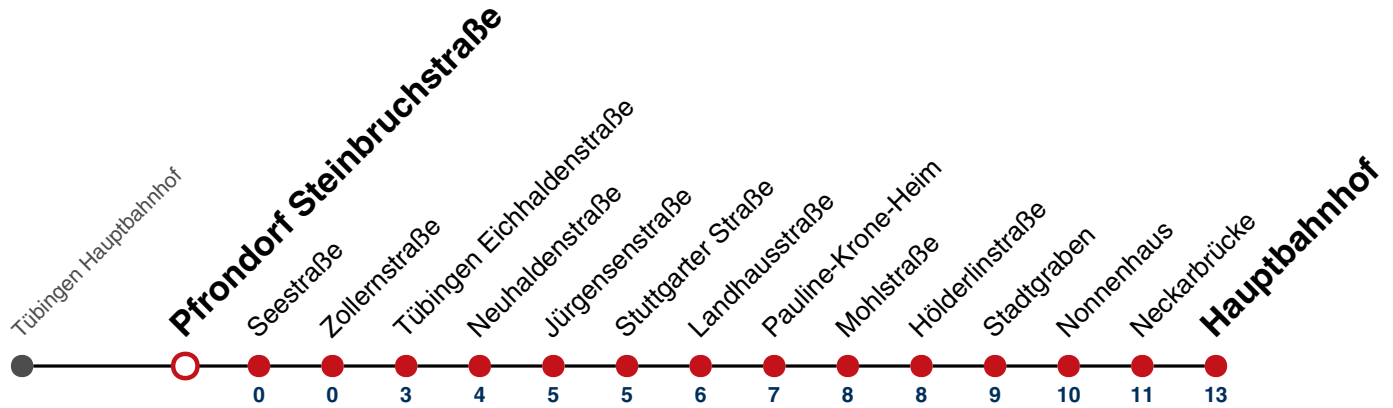 Tübingen Hauptbahnhof
Pfrondorf Steinbruchstraße
Seestraße
Zollernstraße
Tübingen Eichhaldenstraße
Neuhaldenstraße
Jürgensenstraße
Stuttgarter Straße
Landhausstraße
Pauline-Krone-Heim
Mohlstraße
Hölderlinstraße
Stadtgraben
Nonnenhaus
Neckarbrücke
Hauptbahnhof
0 0 3 4 5 5 6 7 8 8 9 10 11 13